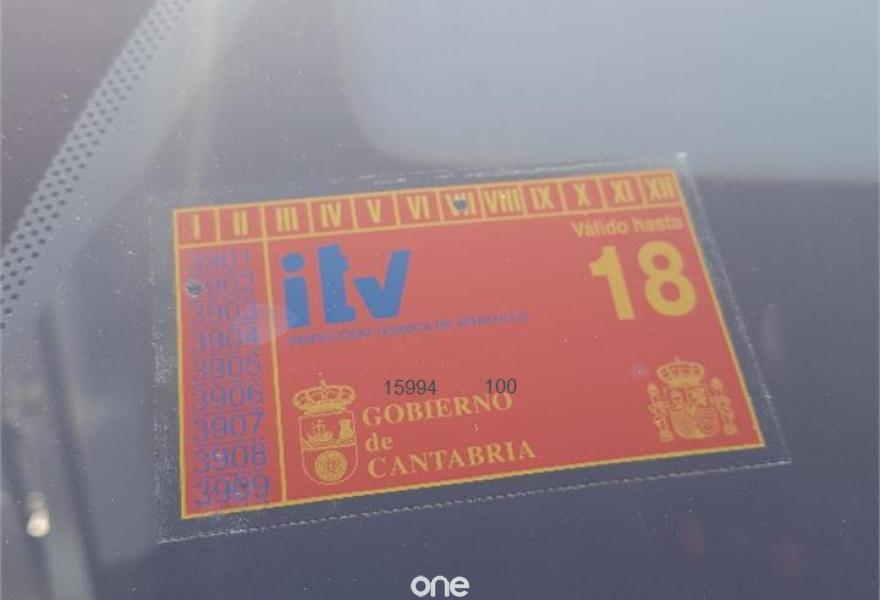 I II III IV V VI VII VIII IX X XI XII
Válido hasta
18
3901
3902
3903
3904
3905
3906
3907
3908
3909
itv
INSPECCIÓN TÉCNICA DE VEHÍCULOS
15994 100
GOBIERNO
de
CANTABRIA
one